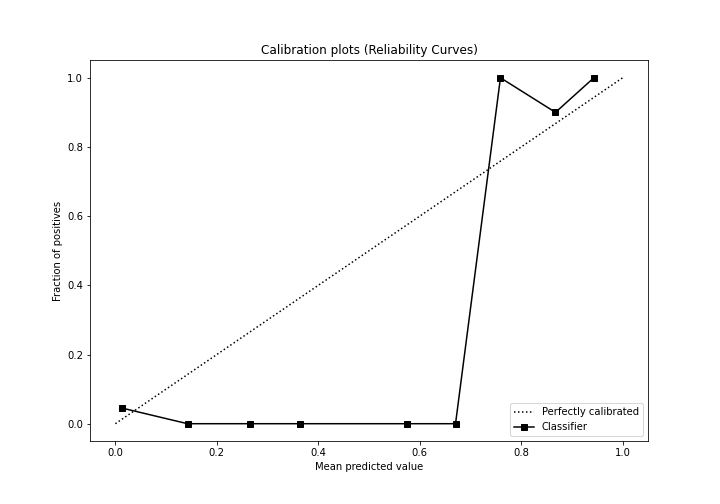 Calibration plots (Reliability Curves)
1.0
0.8
0.6
0.4
0.2
0.0
Fraction of positives
0.0 0.2 0.4 0.6 0.8 1.0
Mean predicted value
Perfectly calibrated
Classifier